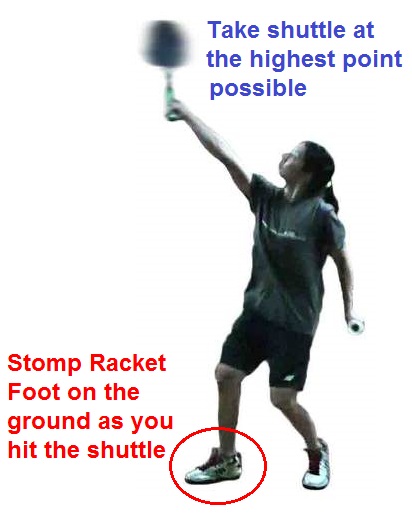 Take shuttle at
the highest point
possible
Stomp Racket
Foot on the
ground as you
hit the shuttle